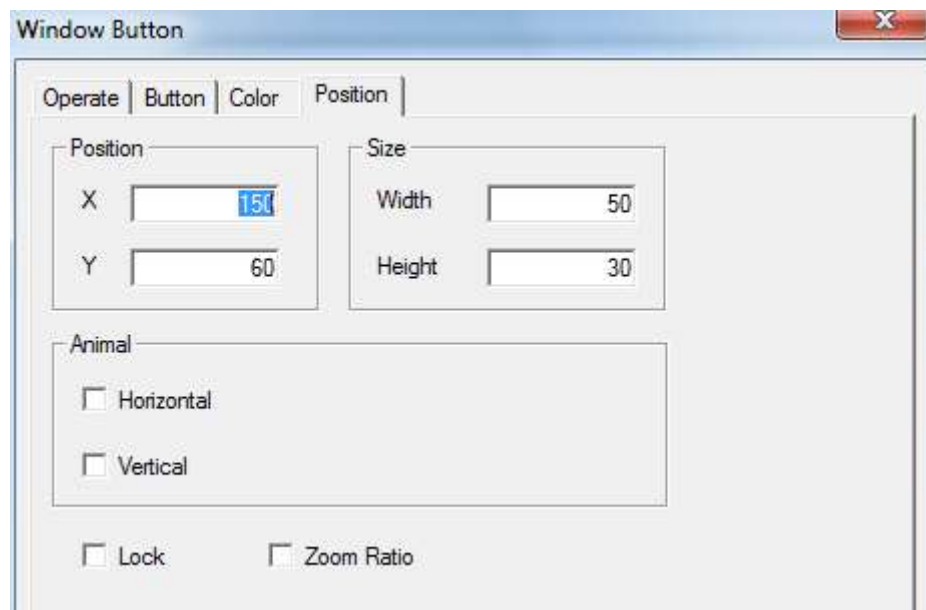 Window Button
Operate Button Color Position
Position Size
X 150 Width 50
Y 60 Height 30
Animal
Horizontal
Vertical
Lock Zoom Ratio